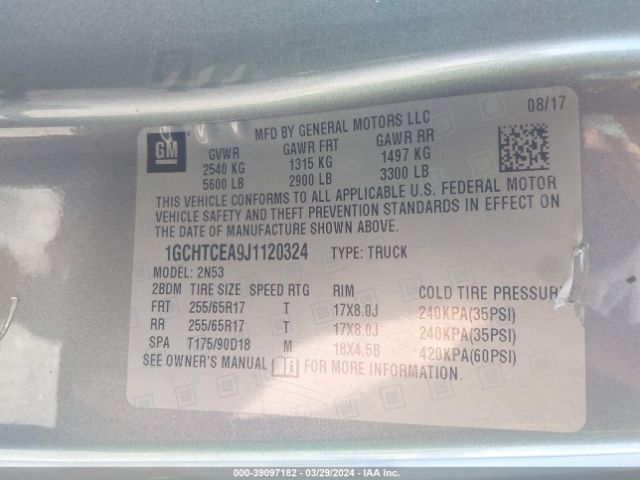 08/17
MFD BY GENERAL MOTORS LLC
GM
GVWR GAWR FRT GAWR RR
2540 KG 1315 KG 1497 KG
5600 LB 2900 LB 3300 LB
THIS VEHICLE CONFORMS TO ALL APPLICABLE U.S. FEDERAL MOTOR
VEHICLE SAFETY AND THEFT PREVENTION STANDARDS IN EFFECT ON
THE DATE OF MANUFACTURE SHOWN ABOVE.
1GCHTCEA9J1120324 TYPE: TRUCK
MODEL: 2N53
2BDM TIRE SIZE SPEED RTG RIM COLD TIRE PRESSUR
FRT 255/65R17 T 17X8.0J 240KPA(35PSI)
RR 255/65R17 T 17X8.0J 240KPA(35PSI)
SPA T175/90D18 M 18X4.5B 420KPA(60PSI)
SEE OWNER'S MANUAL FOR MORE INFORMATION.
000-39097182 - 03/29/2024 - IAA Inc.